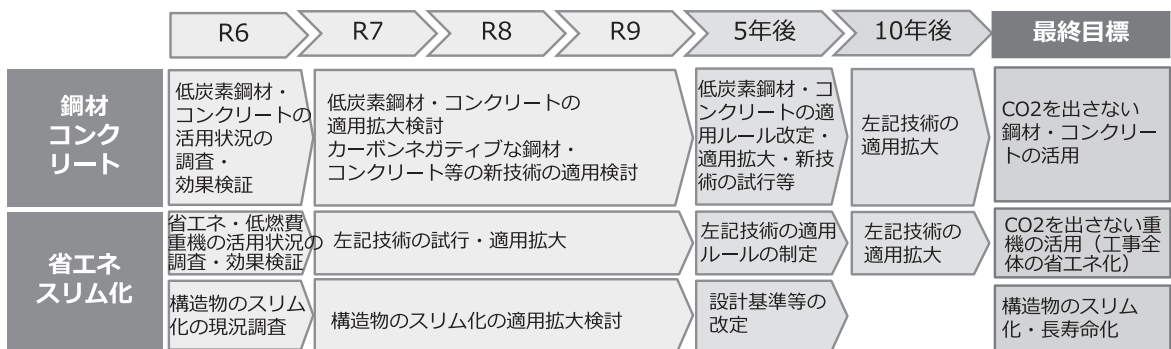 R6
R7
R8
R9
5年後
10年後
最終目標
鋼材
コンク
リート
低炭素鋼材・
コンクリートの
活用状況の
調査・
効果検証
低炭素鋼材・コンクリートの
適用拡大検討
カーボンネガティブな鋼材・
コンクリート等の新技術の適用検討
低炭素鋼材・コ
ンクリートの適
用ルール改定・
適用拡大・新技
術の試行等
左記技術の
適用拡大
CO2を出さない
鋼材・コンクリー
トの活用
省エネ
スリム化
省エネ・低燃費
重機の活用状況の
調査・効果検証
左記技術の試行・適用拡大
左記技術の適用
ルールの制定
左記技術の
適用拡大
CO2を出さない重
機の活用（工事全
体の省エネ化）
構造物のスリム
化の現況調査
構造物のスリム化の適用拡大検討
設計基準等の
改定
構造物のスリム
化・長寿命化